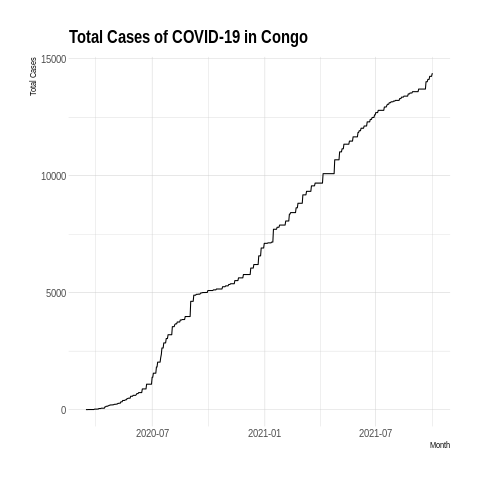 Total Cases of COVID-19 in Congo
Total Cases
15000
10000
5000
0
2020-07
2021-01
2021-07
Month